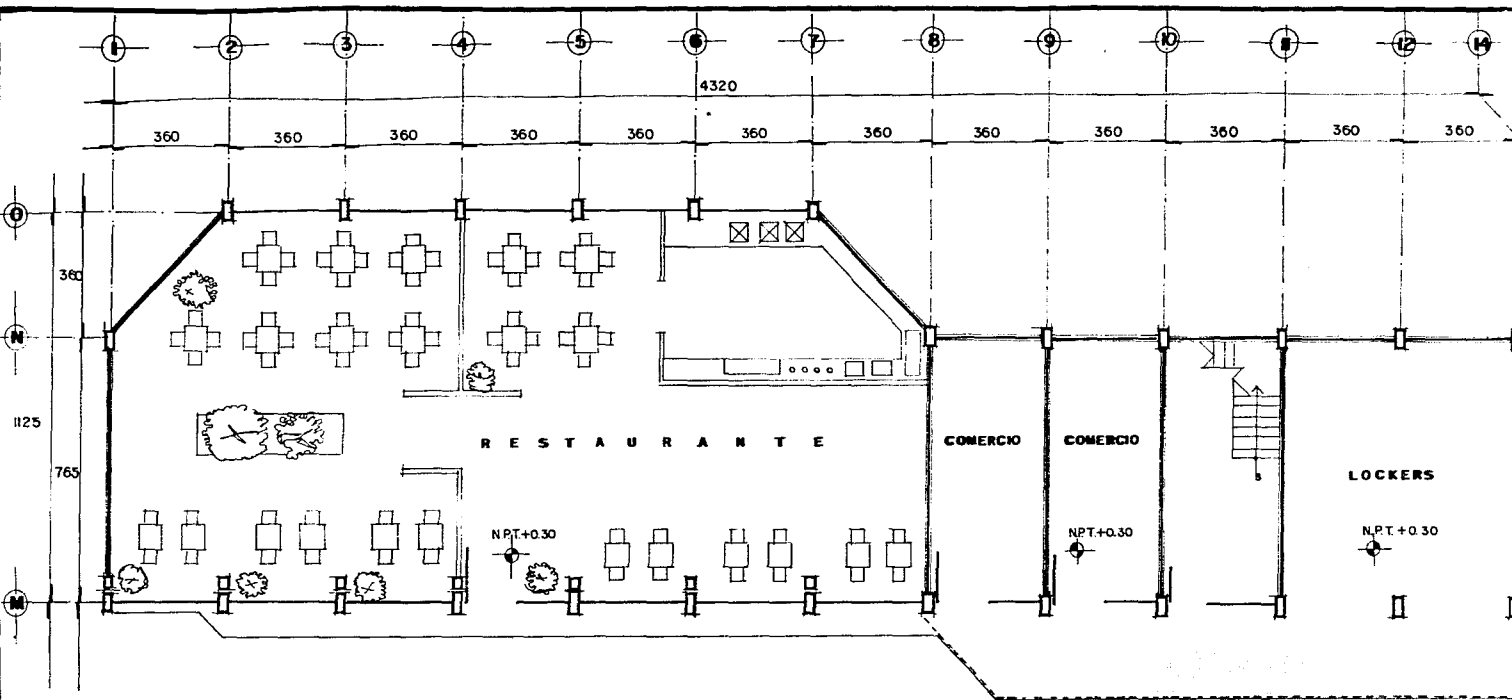 1 2 3 4 5 6 7 8 9 10 11 12 14
4320
360 360 360 360 360 360 360 360 360 360 360 360
O
360
N
1125
765
M
RESTAURANTE
COMERCIO
COMERCIO
LOCKERS
S
N.P.T.+0.30
N.P.T.+0.30
N.P.T.+0.30